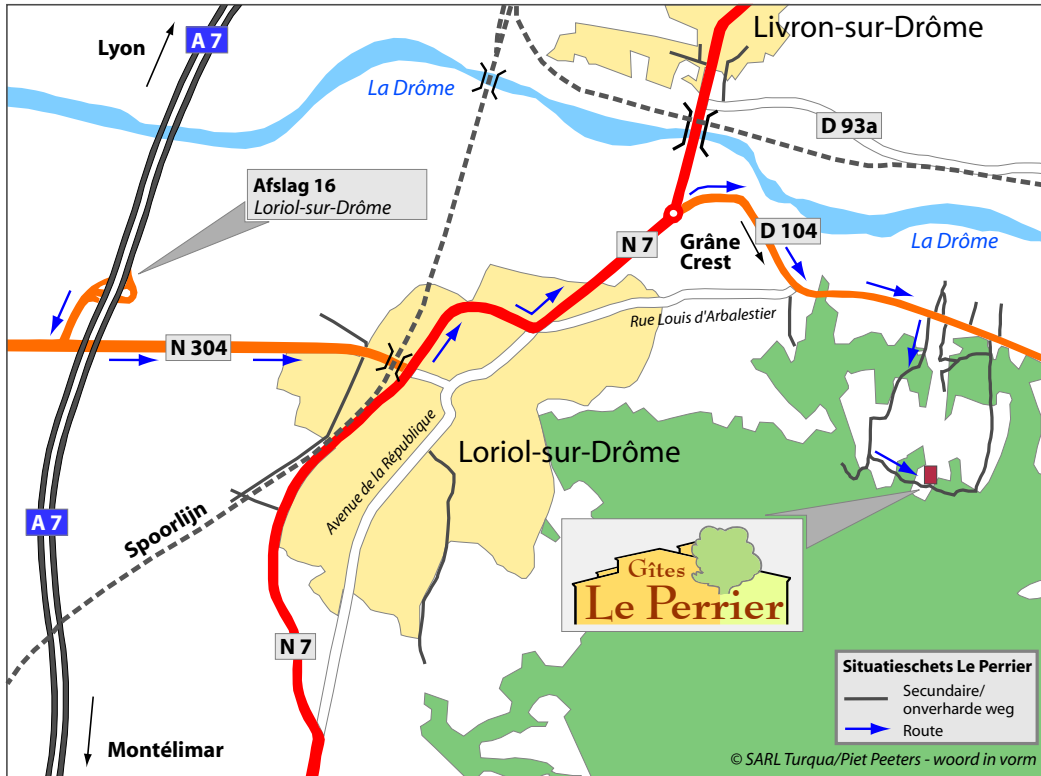 A 7
Lyon
Livron-sur-Drôme
La Drôme
D 93a
Afslag 16
Loriol-sur-Drôme
N 7
Grâne
Crest
D 104
La Drôme
Rue Louis d'Arbalestier
N 304
Avenue de la République
Loriol-sur-Drôme
A 7
Spoorlijn
Gîtes
Le Perrier
N 7
Montélimar
Situatieschets Le Perrier
Secundaire/
onverharde weg
Route
© SARL Turqua/Piet Peeters - woord in vorm